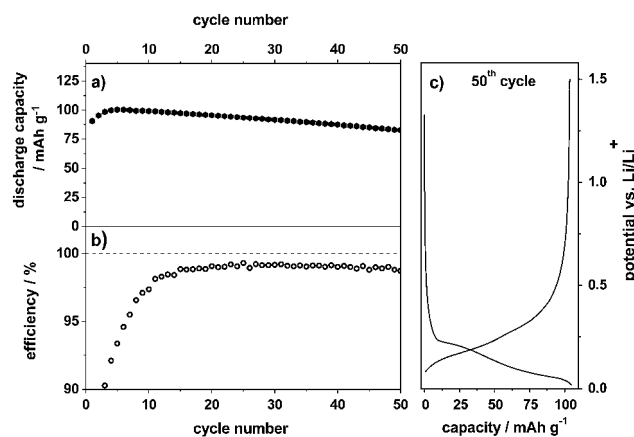 cycle number
0 10 20 30 40 50
a)
discharge capacity
/ mAh g⁻¹
125
100
75
50
25
0
b)
efficiency / %
100
95
90
0 10 20 30 40 50
cycle number
c) 50th cycle
1.5
1.0
0.5
0.0
potential vs. Li/Li+
0 25 50 75 100
capacity / mAh g⁻¹